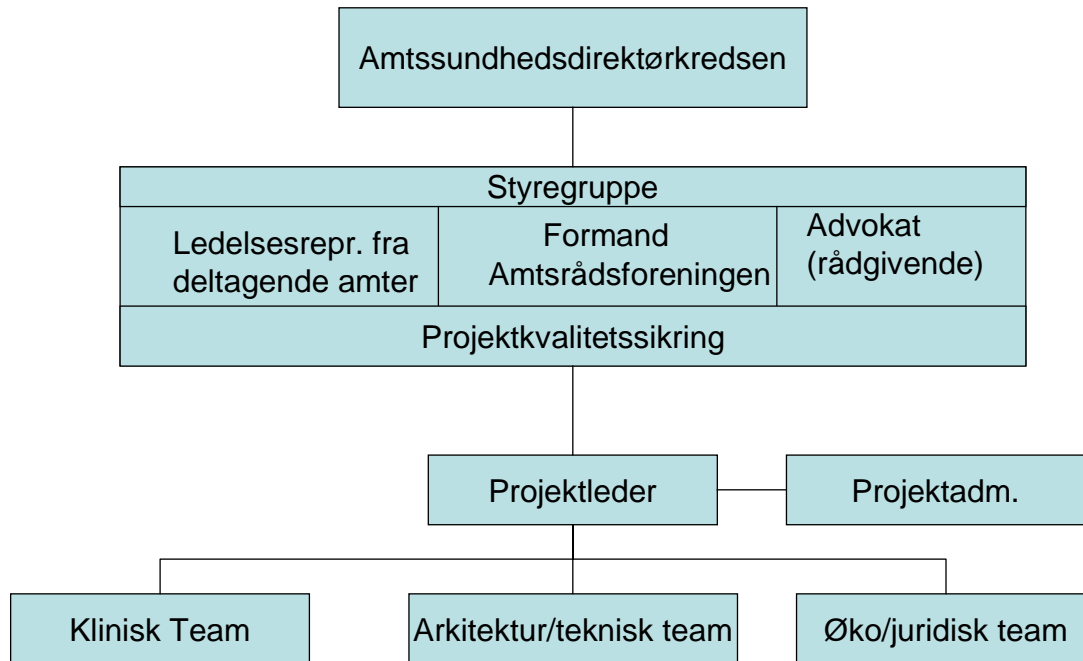 Amtssundhedsdirektørkredsen
Styregruppe
Ledelsesrepr. fra
deltagende amter
Formand
Amtsrådsforeningen
Advokat
(rådgivende)
Projektkvalitetssikring
Projektleder
Projektadm.
Klinisk Team
Arkitektur/teknisk team
Øko/juridisk team